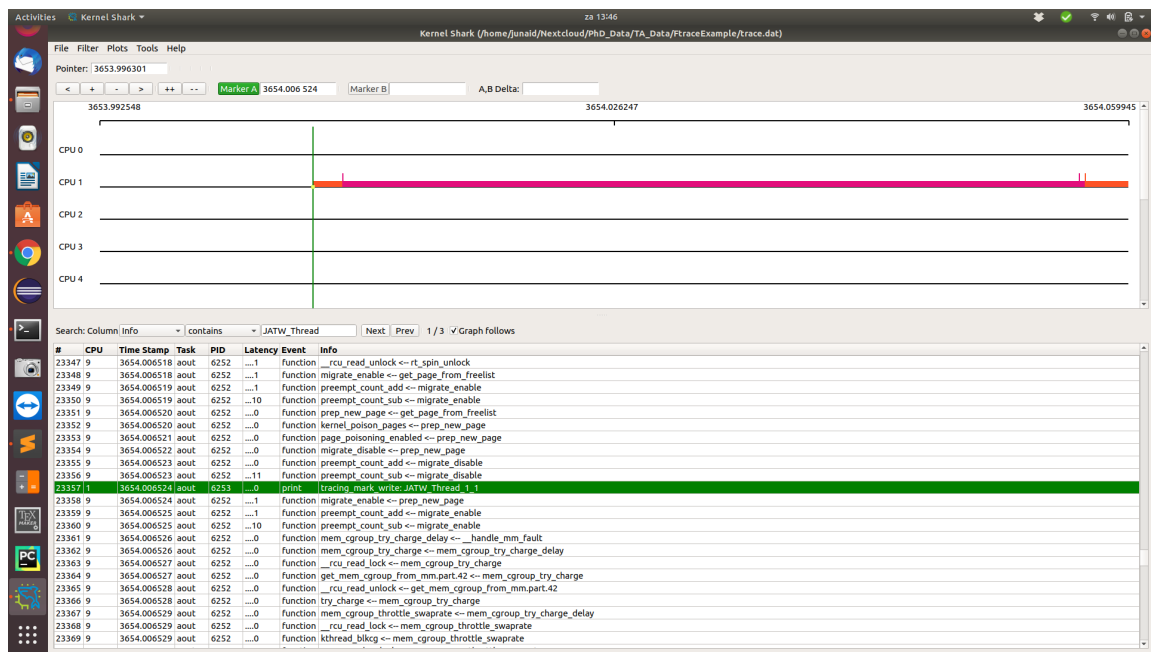 Activities Kernel Shark za 13:46
Kernel Shark (/home/junaid/Nextcloud/PhD_Data/TA_Data/FtraceExample/trace.dat)
File Filter Plots Tools Help
Pointer: 3653.996301
< + - > ++ -- Marker A 3654.006 524 Marker B A,B Delta:
3653.992548 3654.026247 3654.059945
CPU 0
CPU 1
CPU 2
CPU 3
CPU 4
Search: Column Info contains JATW_Thread Next Prev 1 / 3 Graph follows
# CPU Time Stamp Task PID Latency Event Info
23347 9 3654.006518 aout 6252 ....1 function __rcu_read_unlock <-- rt_spin_unlock
23348 9 3654.006518 aout 6252 ....1 function migrate_enable <-- get_page_from_freelist
23349 9 3654.006519 aout 6252 ....1 function preempt_count_add <-- migrate_enable
23350 9 3654.006519 aout 6252 ...10 function preempt_count_sub <-- migrate_enable
23351 9 3654.006520 aout 6252 ....0 function prep_new_page <-- get_page_from_freelist
23352 9 3654.006520 aout 6252 ....0 function kernel_poison_pages <-- prep_new_page
23353 9 3654.006521 aout 6252 ....0 function page_poisoning_enabled <-- prep_new_page
23354 9 3654.006522 aout 6252 ....0 function migrate_disable <-- prep_new_page
23355 9 3654.006523 aout 6252 ....0 function preempt_count_add <-- migrate_disable
23356 9 3654.006523 aout 6252 ...11 function preempt_count_sub <-- migrate_disable
23357 1 3654.006524 aout 6253 ....0 print tracing_mark_write: JATW_Thread_1_1
23358 9 3654.006524 aout 6252 ....1 function migrate_enable <-- prep_new_page
23359 9 3654.006525 aout 6252 ....1 function preempt_count_add <-- migrate_enable
23360 9 3654.006525 aout 6252 ...10 function preempt_count_sub <-- migrate_enable
23361 9 3654.006526 aout 6252 ....0 function mem_cgroup_try_charge_delay <-- __handle_mm_fault
23362 9 3654.006526 aout 6252 ....0 function mem_cgroup_try_charge <-- mem_cgroup_try_charge_delay
23363 9 3654.006527 aout 6252 ....0 function __rcu_read_lock <-- mem_cgroup_try_charge
23364 9 3654.006527 aout 6252 ....0 function get_mem_cgroup_from_mm.part.42 <-- mem_cgroup_try_charge
23365 9 3654.006528 aout 6252 ....0 function __rcu_read_unlock <-- get_mem_cgroup_from_mm.part.42
23366 9 3654.006528 aout 6252 ....0 function try_charge <-- mem_cgroup_try_charge
23367 9 3654.006529 aout 6252 ....0 function mem_cgroup_throttle_swaprate <-- mem_cgroup_try_charge_delay
23368 9 3654.006529 aout 6252 ....0 function __rcu_read_lock <-- mem_cgroup_throttle_swaprate
23369 9 3654.006529 aout 6252 ....0 function kthread_blkcg <-- mem_cgroup_throttle_swaprate